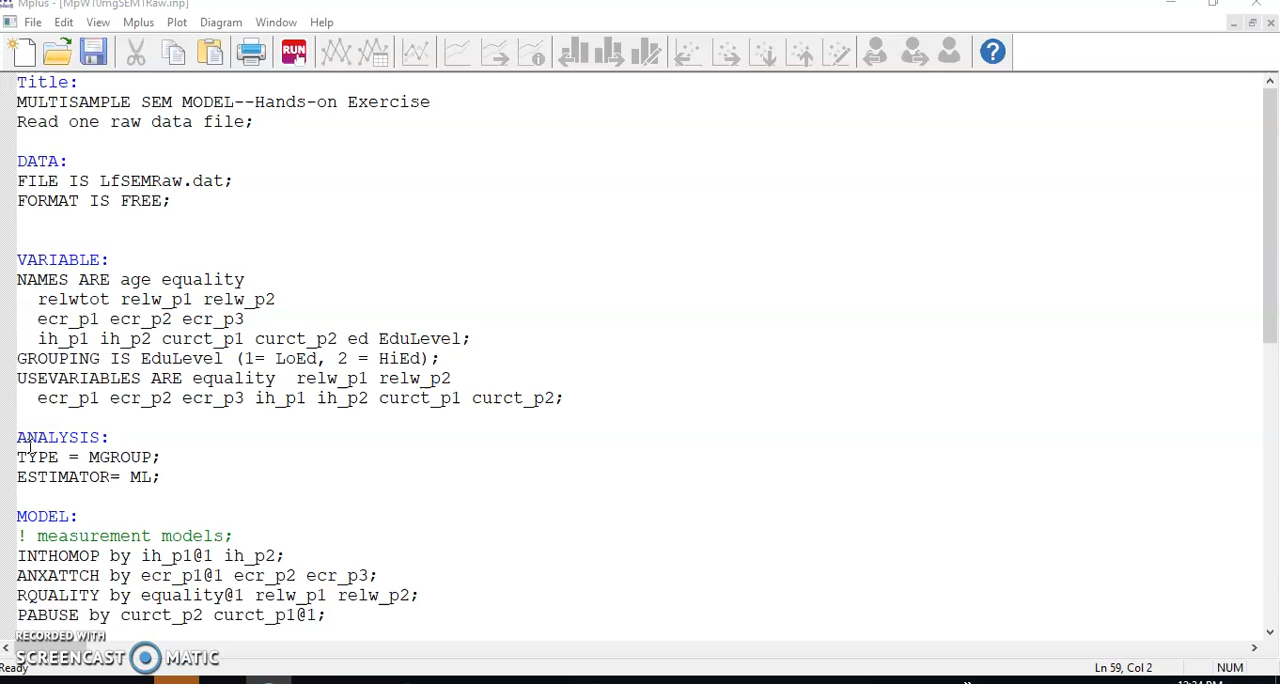 Mplus - [MpW10mgSEM1Raw.inp]
File Edit View Mplus Plot Diagram Window Help
RUN
Title:
MULTISAMPLE SEM MODEL--Hands-on Exercise
Read one raw data file;
DATA:
FILE IS LfSEMRaw.dat;
FORMAT IS FREE;
VARIABLE:
NAMES ARE age equality
relwtot relw_p1 relw_p2
ecr_p1 ecr_p2 ecr_p3
ih_p1 ih_p2 curct_p1 curct_p2 ed EduLevel;
GROUPING IS EduLevel (1= LoEd, 2 = HiEd);
USEVARIABLES ARE equality relw_p1 relw_p2
ecr_p1 ecr_p2 ecr_p3 ih_p1 ih_p2 curct_p1 curct_p2;
ANALYSIS:
TYPE = MGROUP;
ESTIMATOR= ML;
MODEL:
! measurement models;
INTHOMOP by ih_p1@1 ih_p2;
ANXATTCH by ecr_p1@1 ecr_p2 ecr_p3;
RQUALITY by equality@1 relw_p1 relw_p2;
PABUSE by curct_p2 curct_p1@1;
RECORDED WITH
SCREENCAST MATIC
Ready
Ln 59, Col 2
NUM
12:34 PM